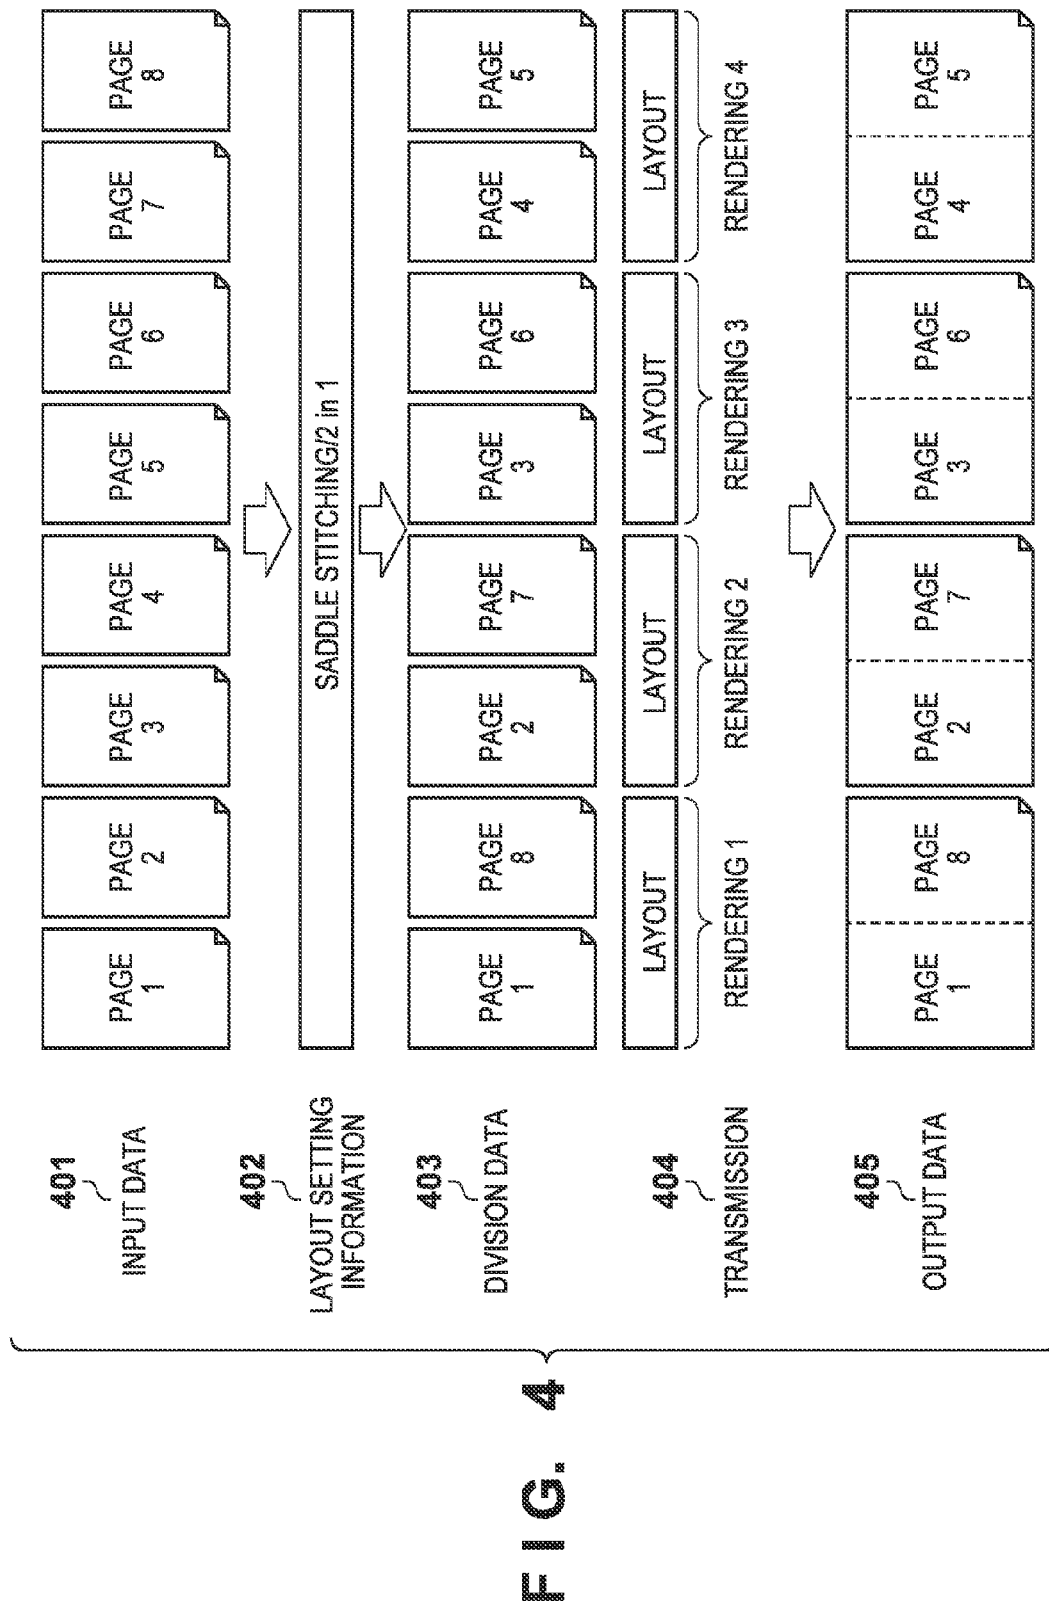 FIG. 4
401
INPUT DATA
PAGE
1
PAGE
2
PAGE
3
PAGE
4
PAGE
5
PAGE
6
PAGE
7
PAGE
8
402
LAYOUT SETTING
INFORMATION
SADDLE STITCHING/2 in 1
403
DIVISION DATA
PAGE
1
PAGE
8
PAGE
2
PAGE
7
PAGE
3
PAGE
6
PAGE
4
PAGE
5
404
TRANSMISSION
LAYOUT
LAYOUT
LAYOUT
LAYOUT
RENDERING 1
RENDERING 2
RENDERING 3
RENDERING 4
405
OUTPUT DATA
PAGE
1
PAGE
8
PAGE
2
PAGE
7
PAGE
3
PAGE
6
PAGE
4
PAGE
5